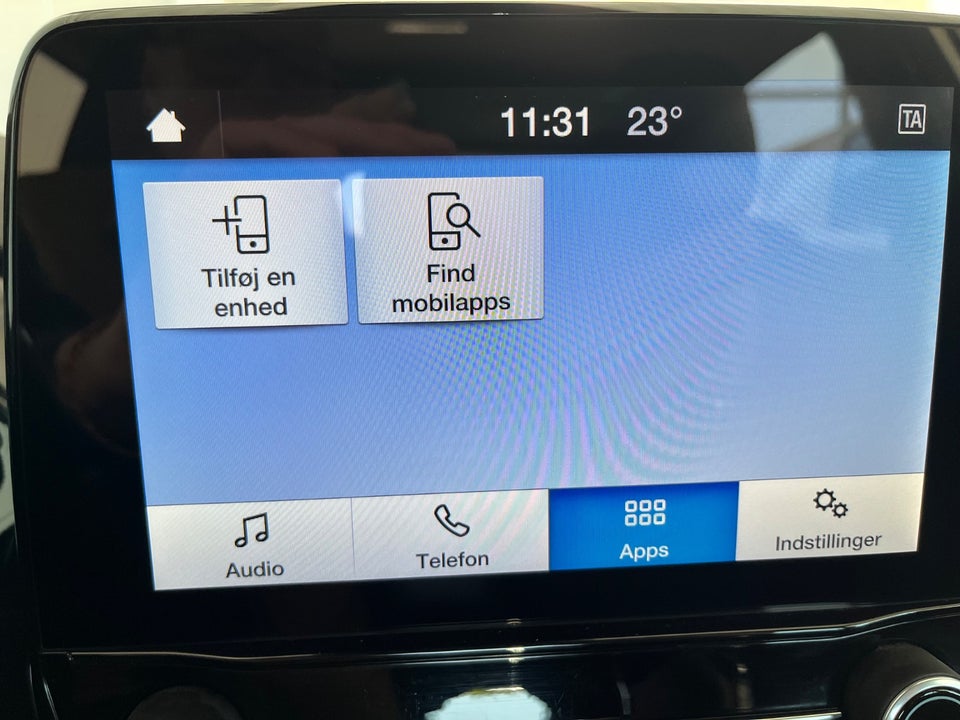 11:31 23° TA
Tilføj en
enhed
Find
mobilapps
Audio
Telefon
Apps
Indstillinger